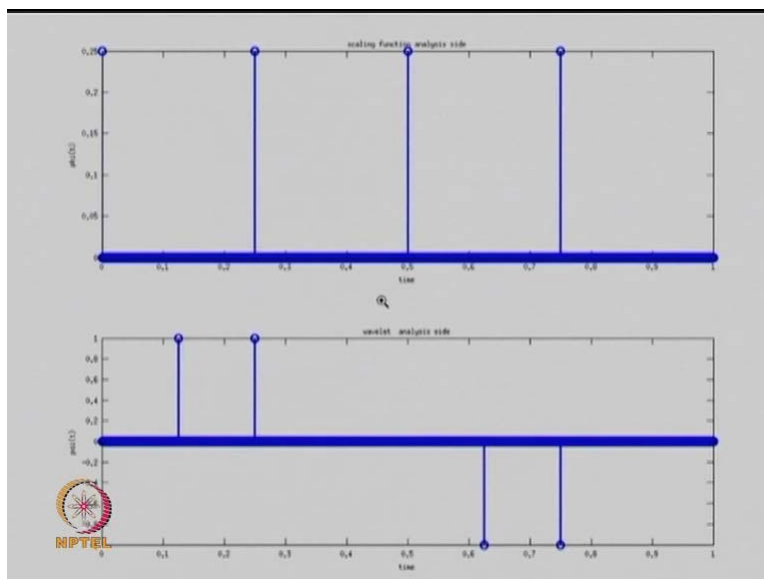 scaling function analysis side
0.25
0.2
0.15
phi(t)
0.1
0.05
0
0 0.1 0.2 0.3 0.4 0.5 0.6 0.7 0.8 0.9 1
time
wavelet analysis side
1
0.8
0.6
0.4
0.2
psi(t)
0
-0.2
0 0.1 0.2 0.3 0.4 0.5 0.6 0.7 0.8 0.9 1
time
NPTEL